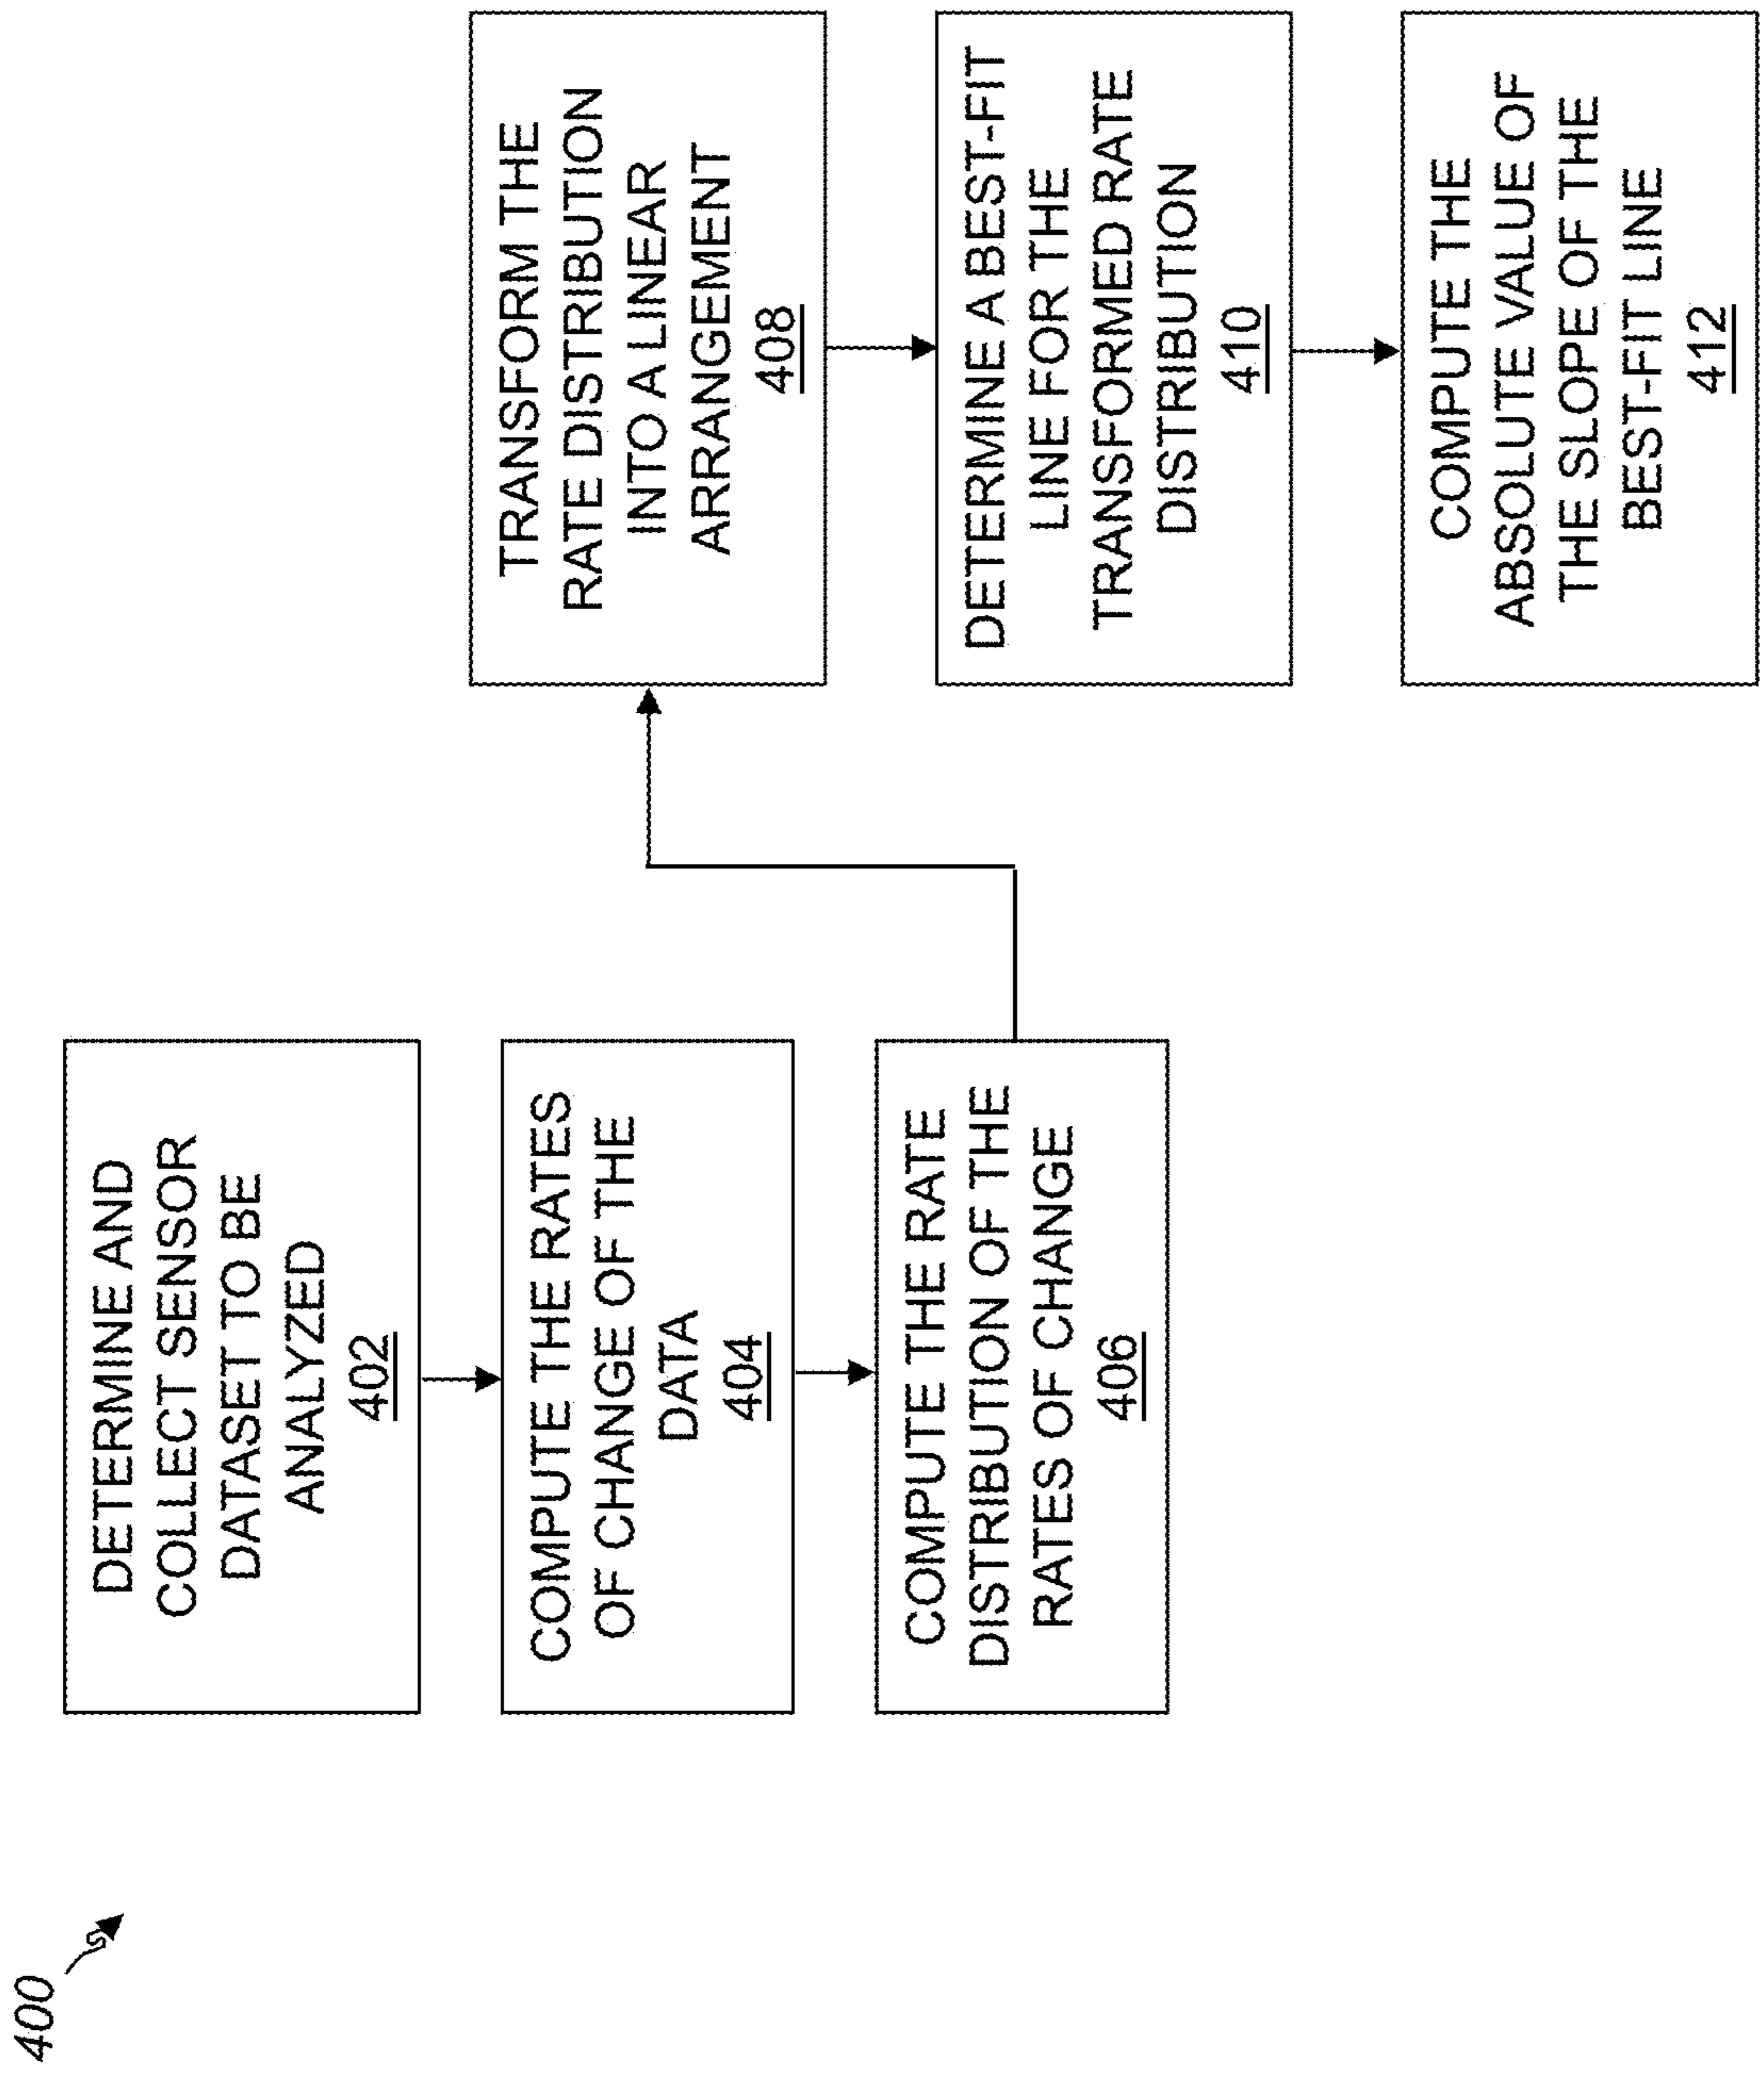 400
DETERMINE AND
COLLECT SENSOR
DATASET TO BE
ANALYZED
402
COMPUTE THE RATES
OF CHANGE OF THE
DATA
404
COMPUTE THE RATE
DISTRIBUTION OF THE
RATES OF CHANGE
406
TRANSFORM THE
RATE DISTRIBUTION
INTO A LINEAR
ARRANGEMENT
408
DETERMINE A BEST-FIT
LINE FOR THE
TRANSFORMED RATE
DISTRIBUTION
410
COMPUTE THE
ABSOLUTE VALUE OF
THE SLOPE OF THE
BEST-FIT LINE
412